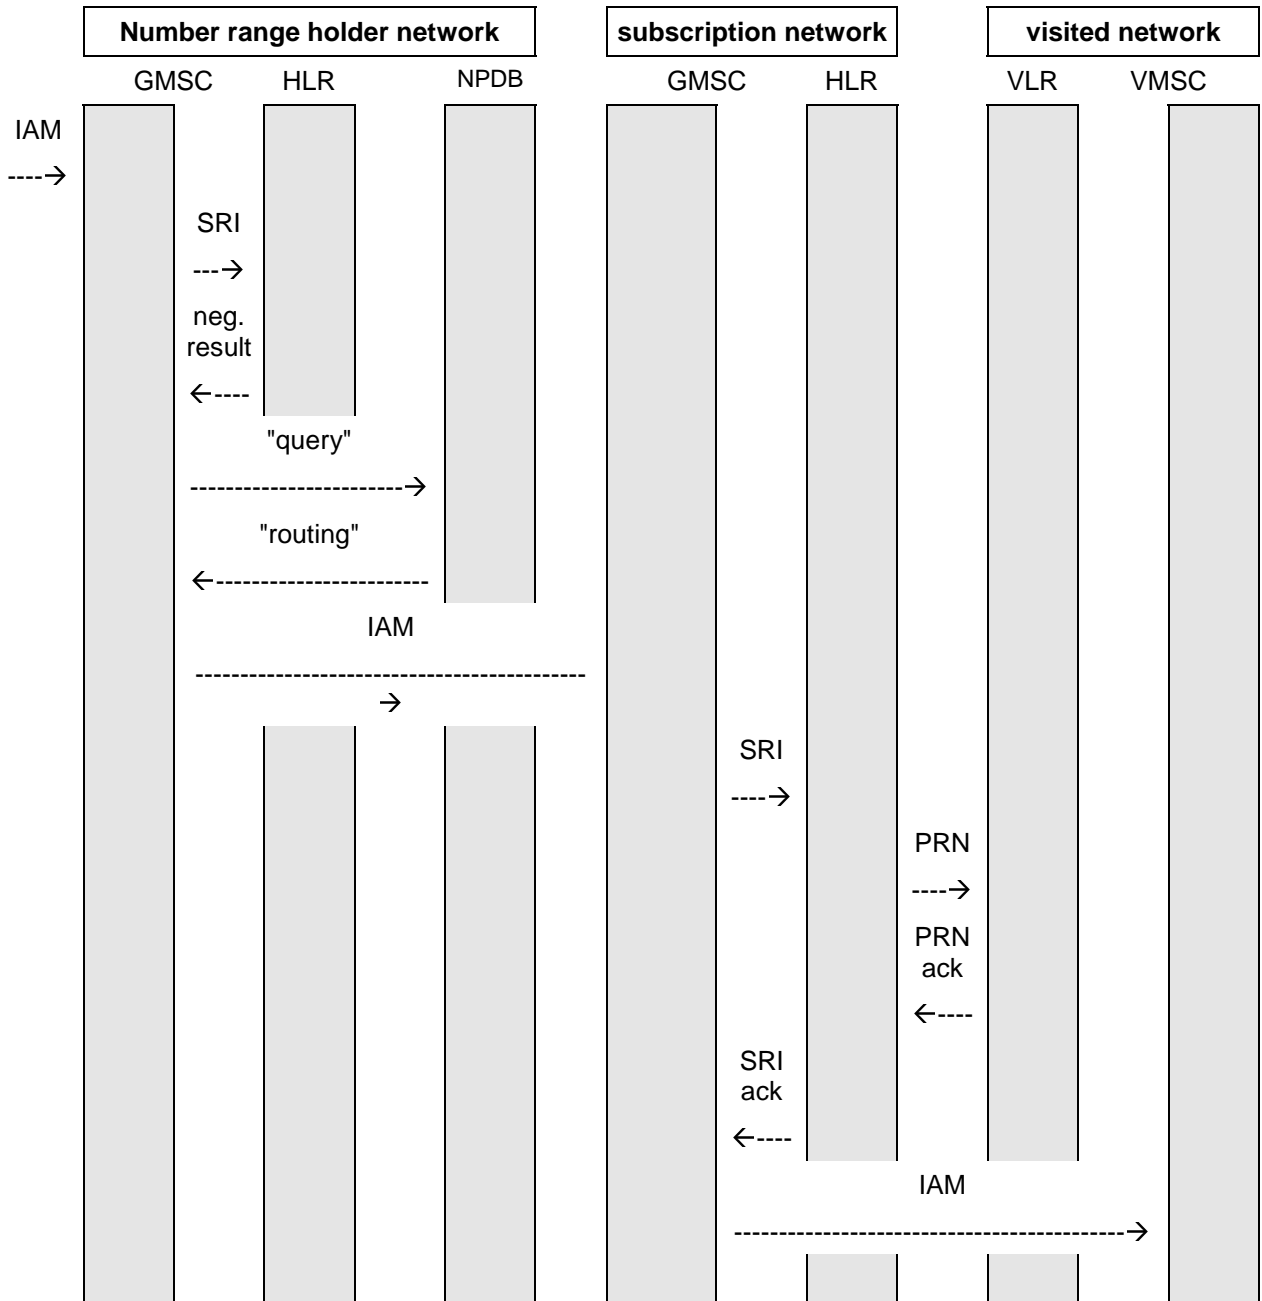 Number range holder network subscription network visited network
GMSC HLR NPDB GMSC HLR VLR VMSC
IAM
----→
SRI
---→
neg.
result
←----
"query"
------------------------→
"routing"
←------------------------
IAM
--------------------------------------------
→
SRI
----→
PRN
----→
PRN
ack
←----
SRI
ack
←----
IAM
--------------------------------------------→